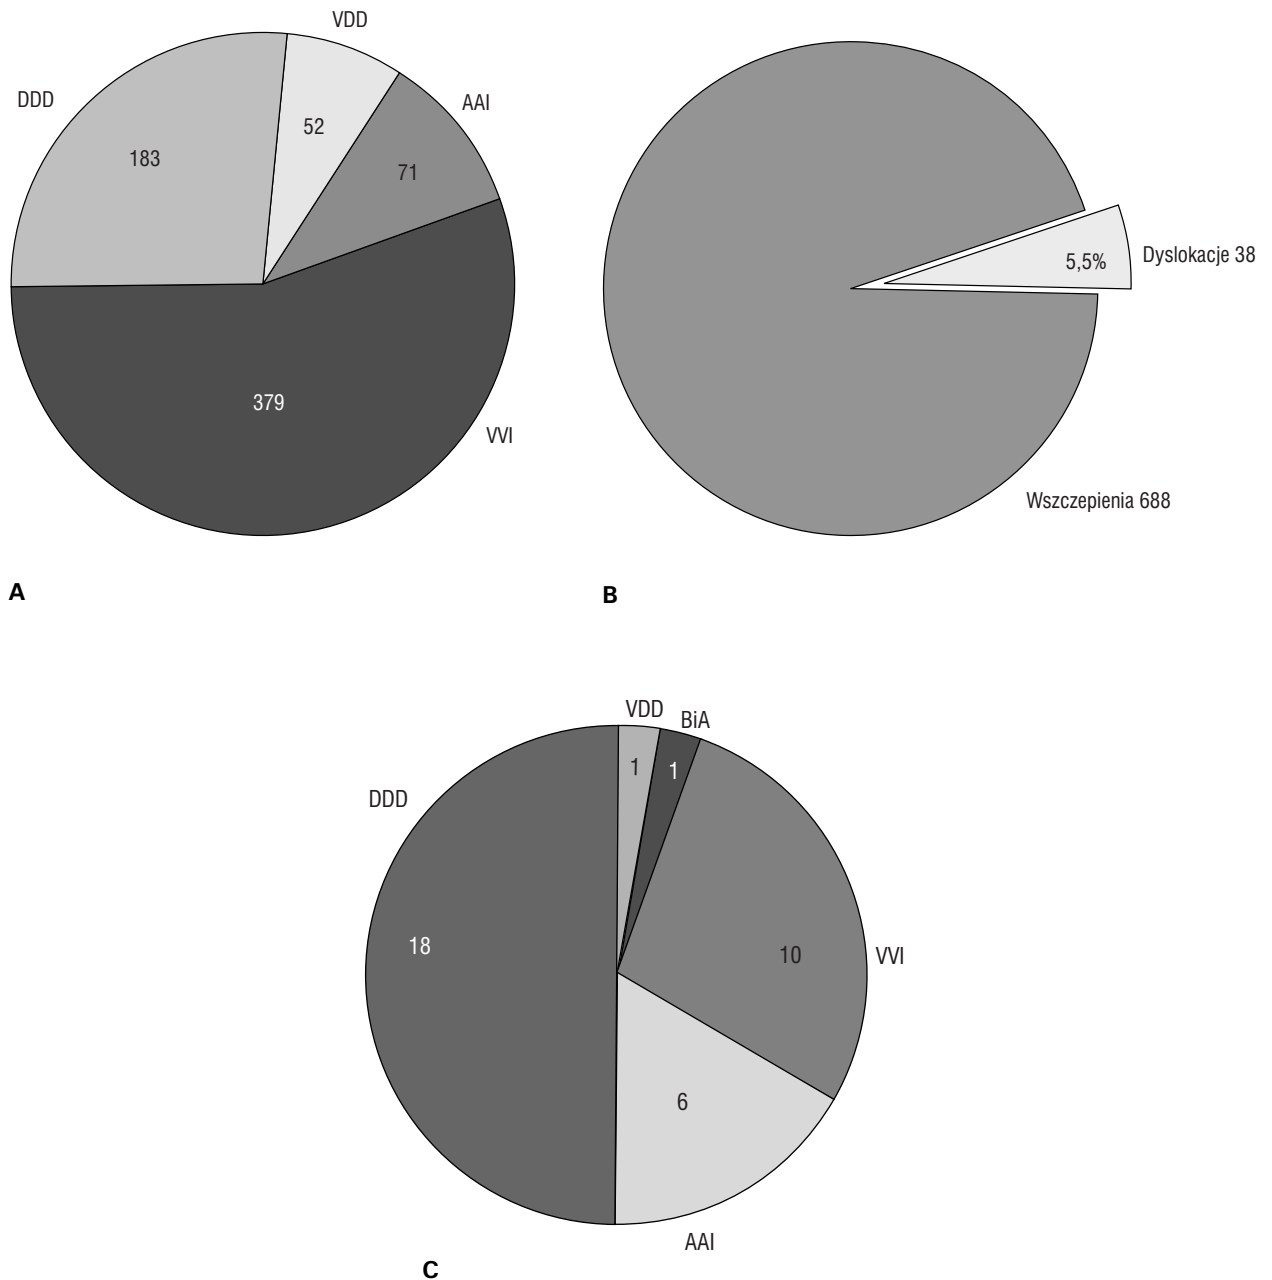 VDD
DDD
AAI
52
183
71
379
VVI
A
5,5%
Dyslokacje 38
Wszczepienia 688
B
VDD
BiA
1
1
DDD
18
10
VVI
6
AAI
C